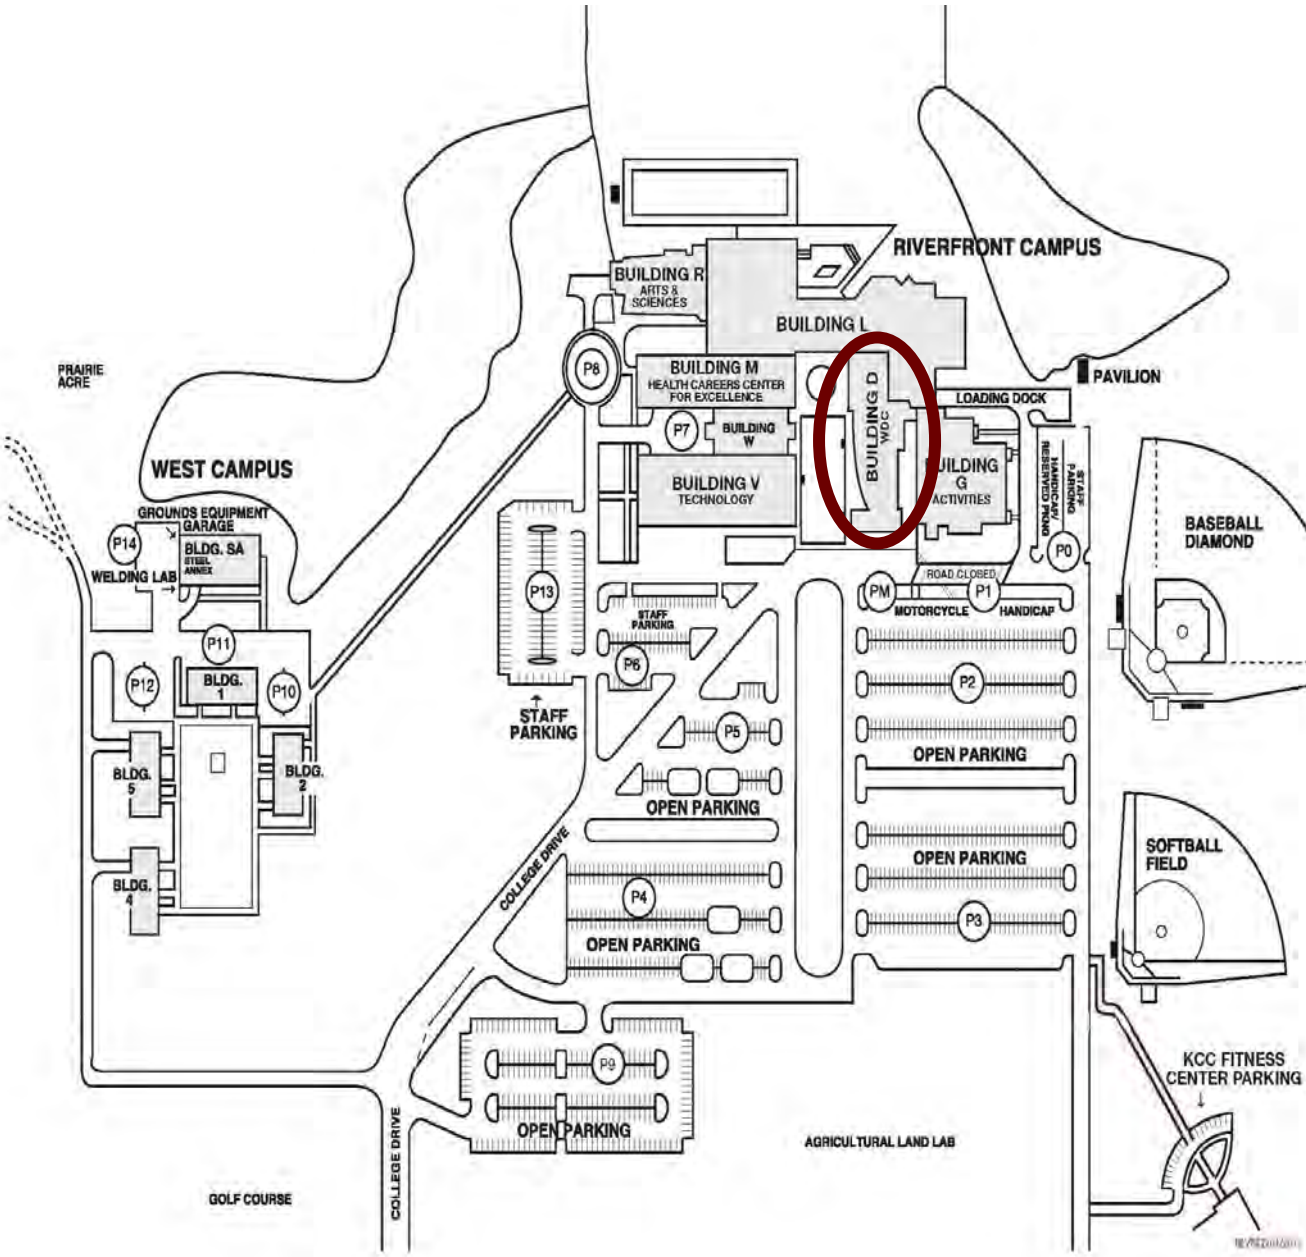 RIVERFRONT CAMPUS
BUILDING R
ARTS &
SCIENCES
BUILDING L
PRAIRIE
ACRE
P8
BUILDING M
HEALTH CAREERS CENTER
FOR EXCELLENCE
BUILDING D
WDC
PAVILION
LOADING DOCK
P7
BUILDING
W
WEST CAMPUS
BUILDING V
TECHNOLOGY
BUILDING
G
ACTIVITIES
STAFF
PARKING
HANDICAP/
RESERVED PKNG
GROUNDS EQUIPMENT
GARAGE
P14
BLDG. SA
STEEL
ANNEX
WELDING LAB
BASEBALL
DIAMOND
P0
ROAD CLOSED
P13
PM
P1
MOTORCYCLE
HANDICAP
STAFF
PARKING
P11
P6
P12
BLDG.
1
P10
P2
STAFF
PARKING
P5
OPEN PARKING
BLDG.
5
BLDG.
2
OPEN PARKING
COLLEGE DRIVE
SOFTBALL
FIELD
OPEN PARKING
BLDG.
4
P4
P3
OPEN PARKING
P9
KCC FITNESS
CENTER PARKING
OPEN PARKING
COLLEGE DRIVE
AGRICULTURAL LAND LAB
GOLF COURSE